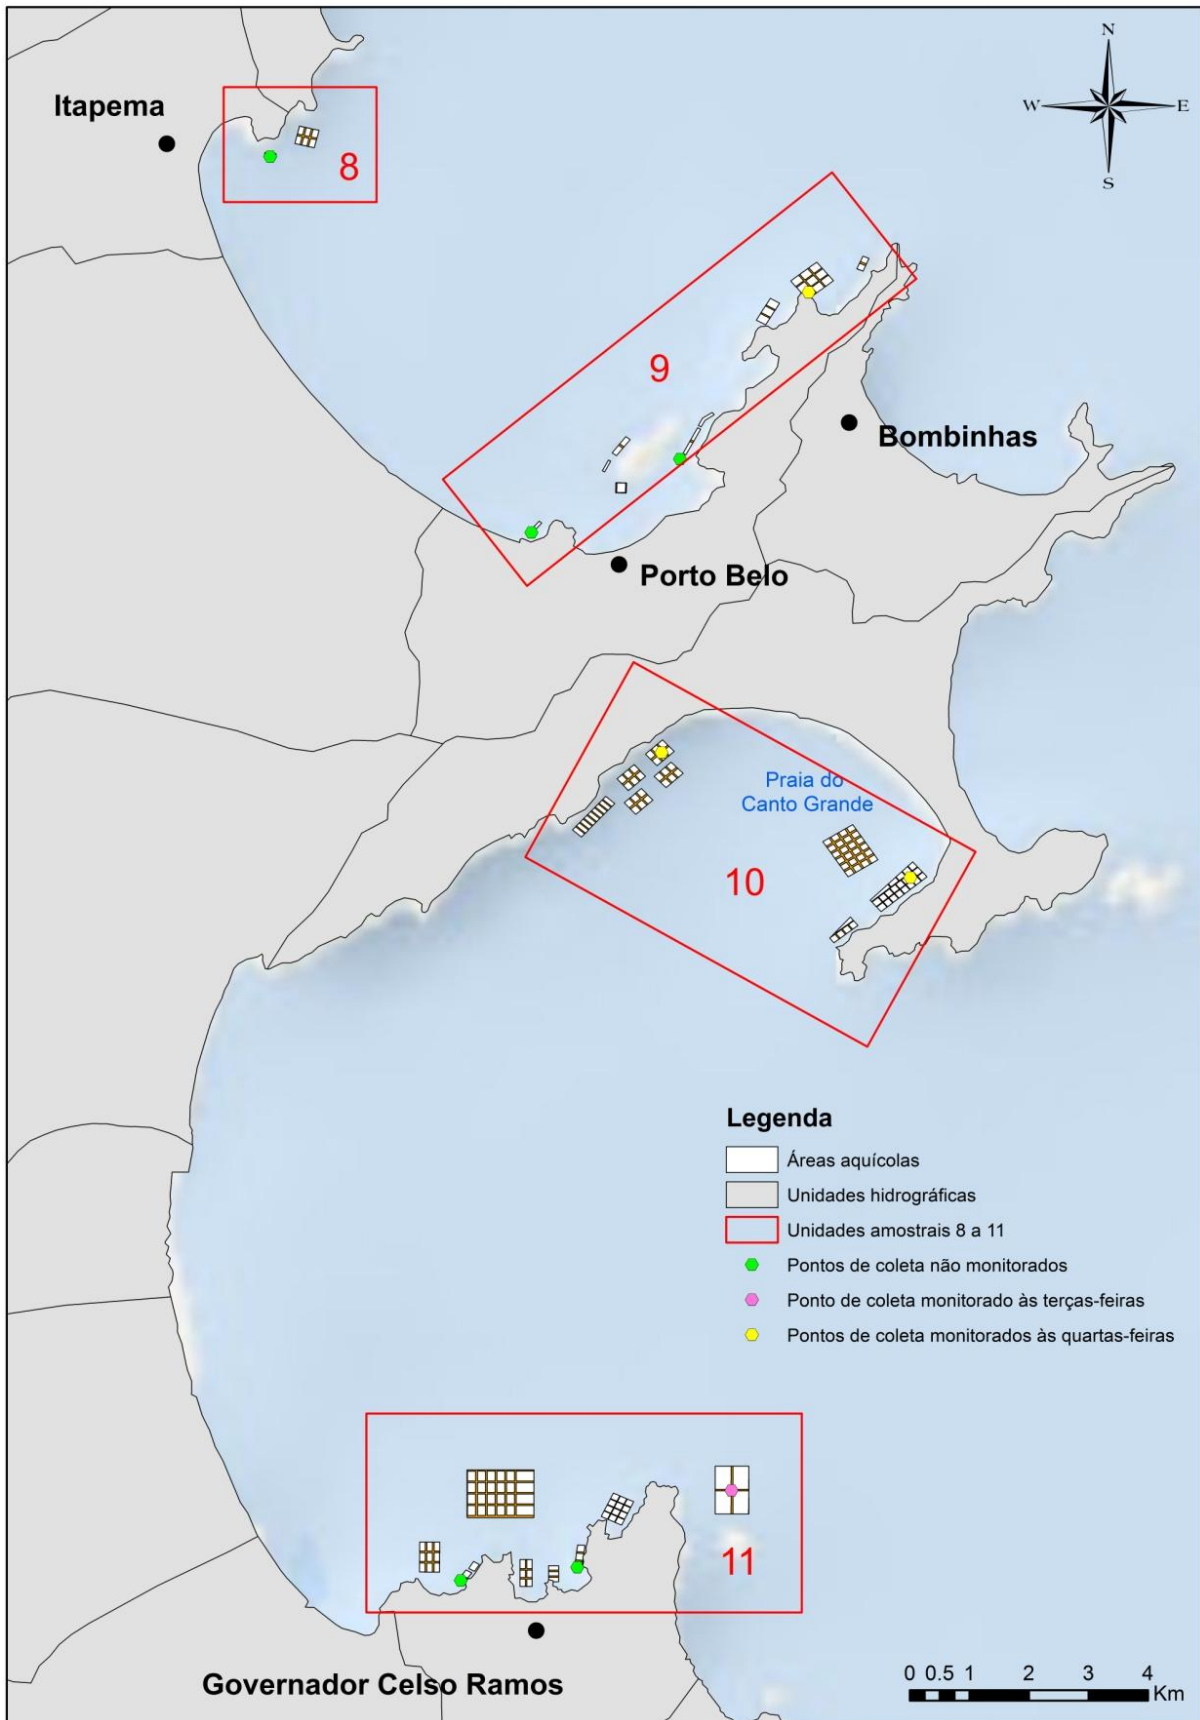 N
W
E
S
Itapema
8
9
Bombinhas
Porto Belo
Praia do
Canto Grande
10
Legenda
Áreas aquícolas
Unidades hidrográficas
Unidades amostrais 8 a 11
Pontos de coleta não monitorados
Ponto de coleta monitorado às terças-feiras
Pontos de coleta monitorados às quartas-feiras
11
Governador Celso Ramos
0 0.5 1 2 3 4
Km